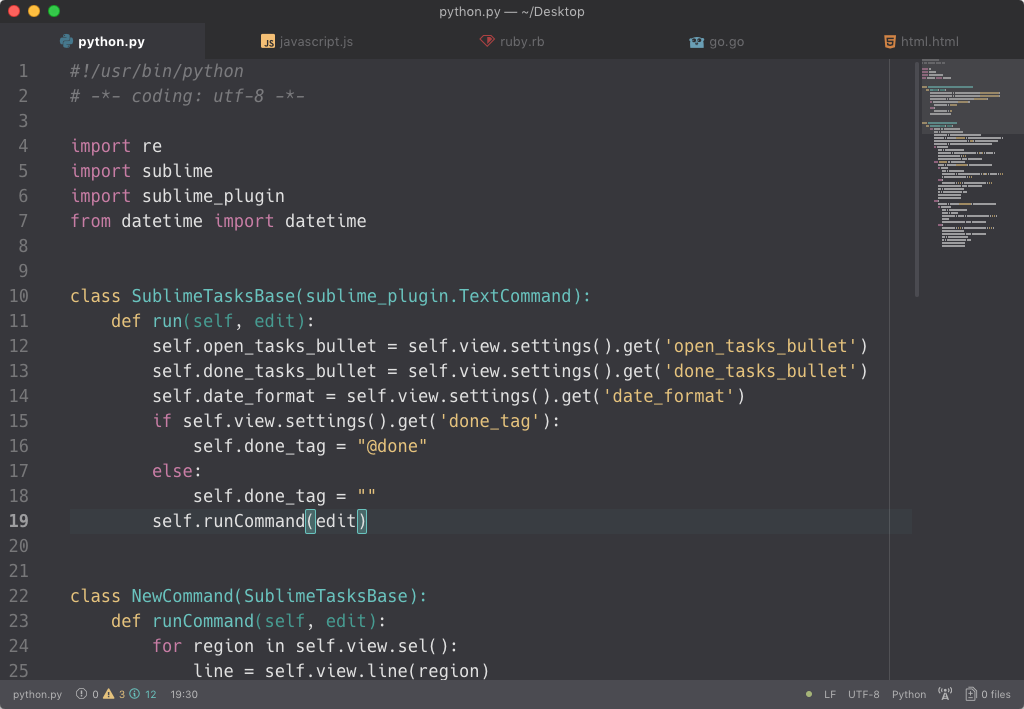 python.py — ~/Desktop
python.py JS javascript.js ruby.rb go.go 5 html.html
1 #!/usr/bin/python
2 # -*- coding: utf-8 -*-
3
4 import re
5 import sublime
6 import sublime_plugin
7 from datetime import datetime
8
9
10 class SublimeTasksBase(sublime_plugin.TextCommand):
11     def run(self, edit):
12         self.open_tasks_bullet = self.view.settings().get('open_tasks_bullet')
13         self.done_tasks_bullet = self.view.settings().get('done_tasks_bullet')
14         self.date_format = self.view.settings().get('date_format')
15         if self.view.settings().get('done_tag'):
16             self.done_tag = "@done"
17         else:
18             self.done_tag = ""
19         self.runCommand(edit)
20
21
22 class NewCommand(SublimeTasksBase):
23     def runCommand(self, edit):
24         for region in self.view.sel():
25             line = self.view.line(region)
python.py 0 3 12 19:30 LF UTF-8 Python 0 files